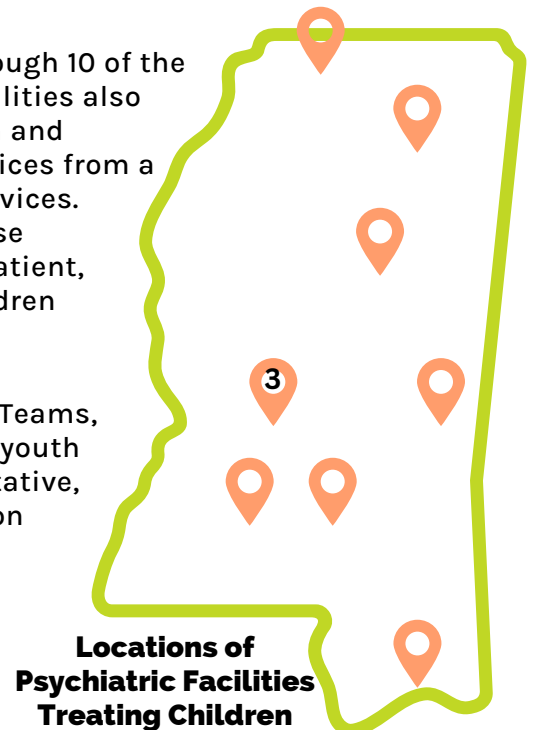 ough 10 of the
lities also
and
ices from a
vices.
se
atient,
dren
Teams,
youth
tative,
on
3
Locations of
Psychiatric Facilities
Treating Children